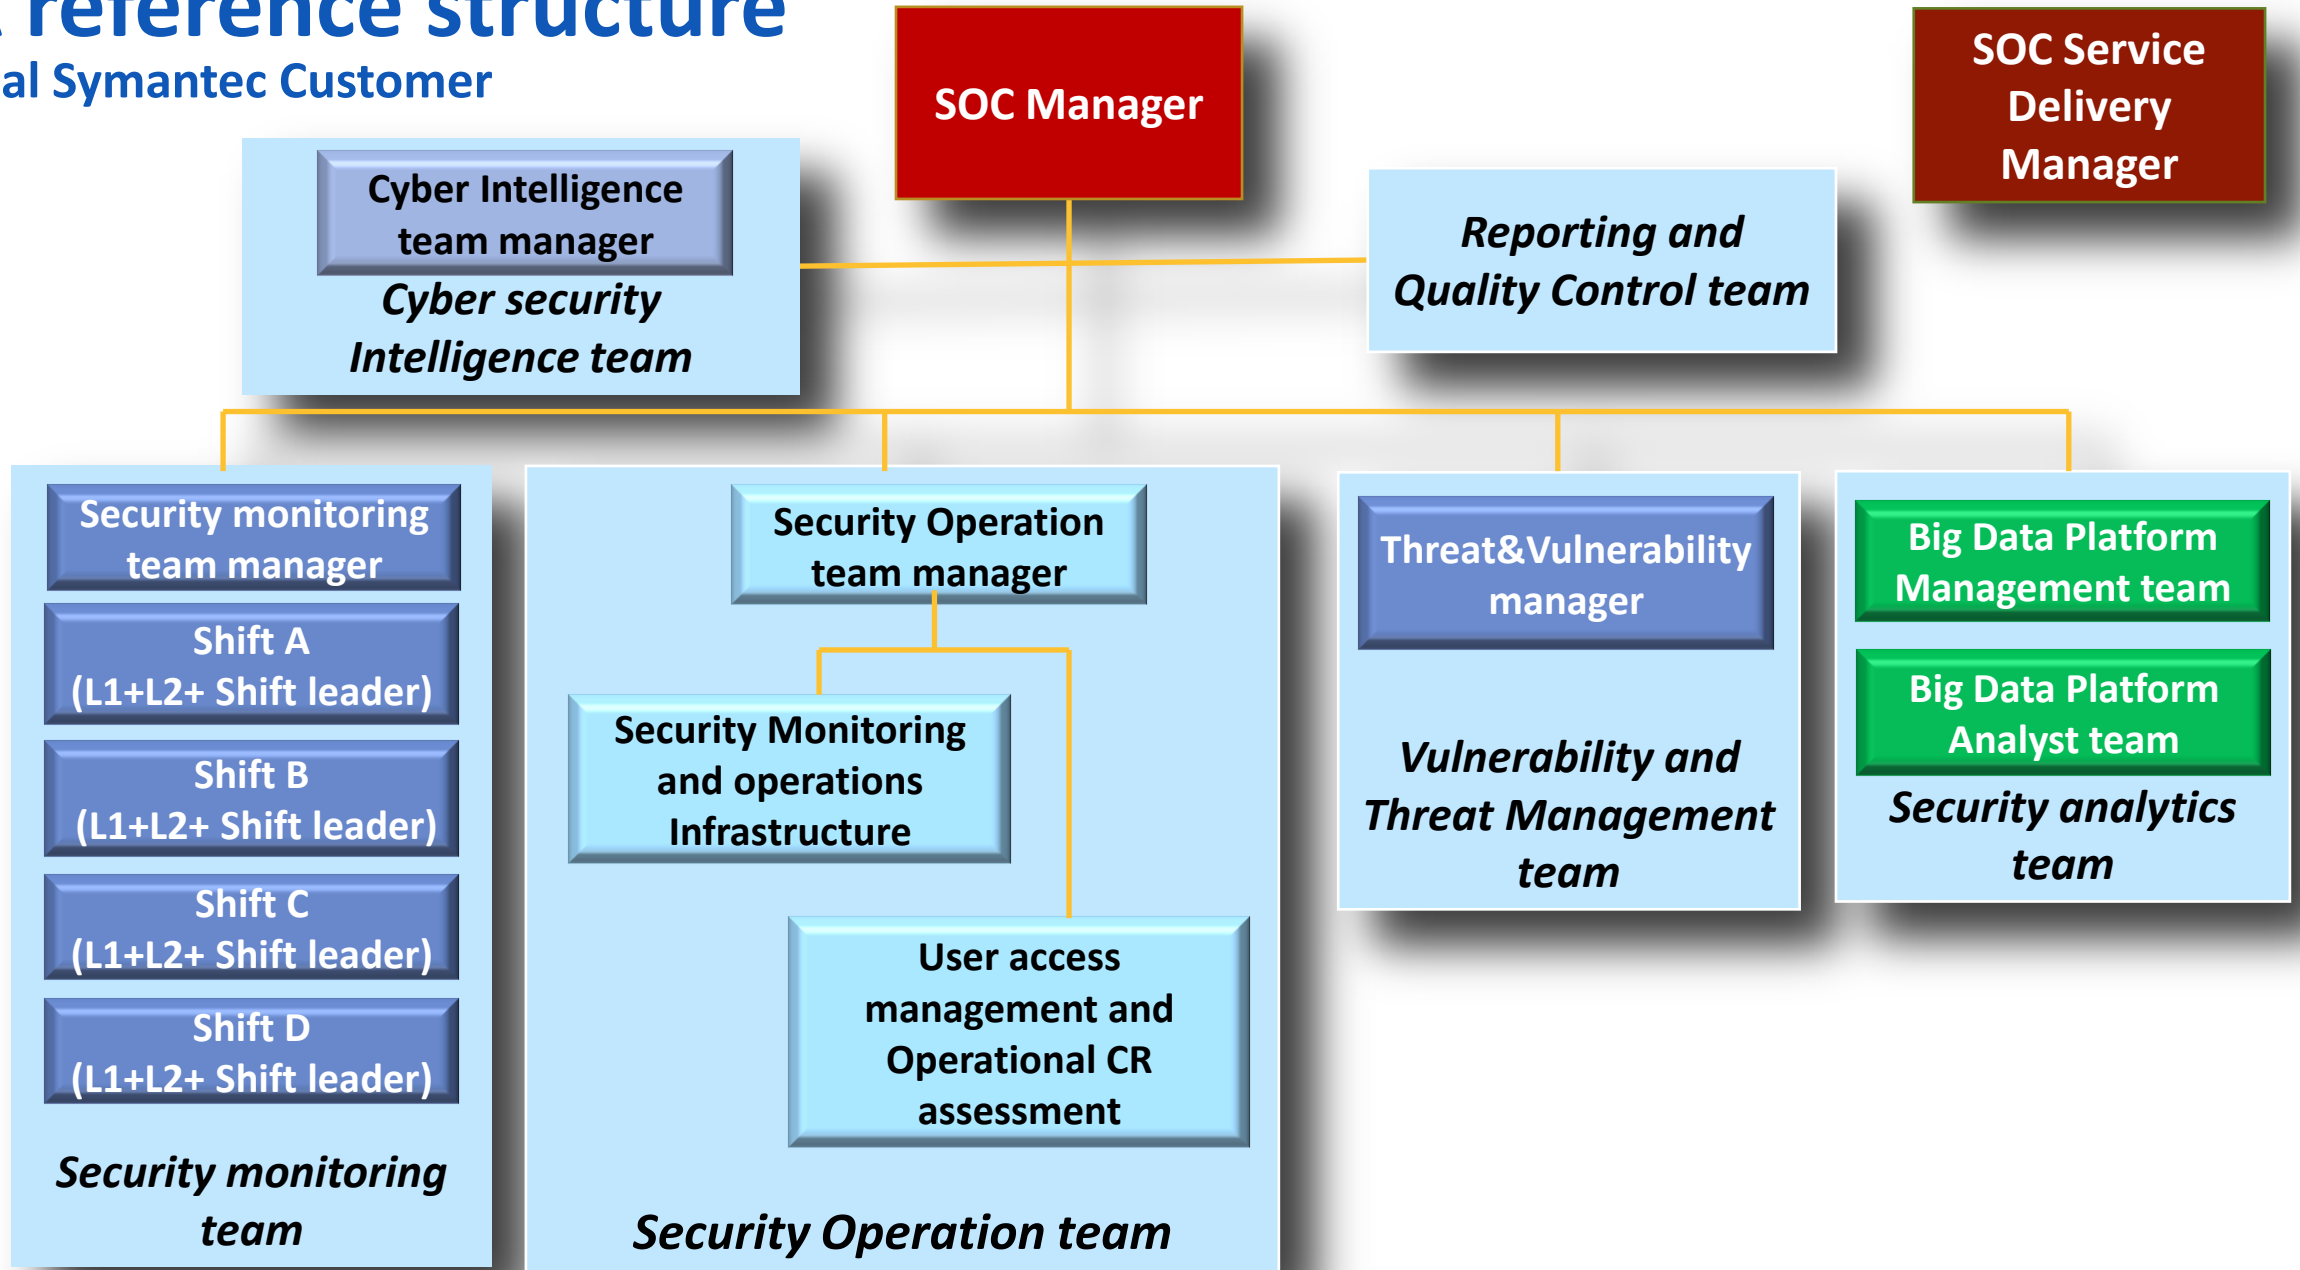 reference structure
al Symantec Customer
SOC Manager
SOC Service
Delivery
Manager
Cyber Intelligence
team manager
Cyber security
Intelligence team
Reporting and
Quality Control team
Security monitoring
team manager
Shift A
(L1+L2+ Shift leader)
Shift B
(L1+L2+ Shift leader)
Shift C
(L1+L2+ Shift leader)
Shift D
(L1+L2+ Shift leader)
Security monitoring
team
Security Operation
team manager
Security Monitoring
and operations
Infrastructure
User access
management and
Operational CR
assessment
Security Operation team
Threat&Vulnerability
manager
Vulnerability and
Threat Management
team
Big Data Platform
Management team
Big Data Platform
Analyst team
Security analytics
team